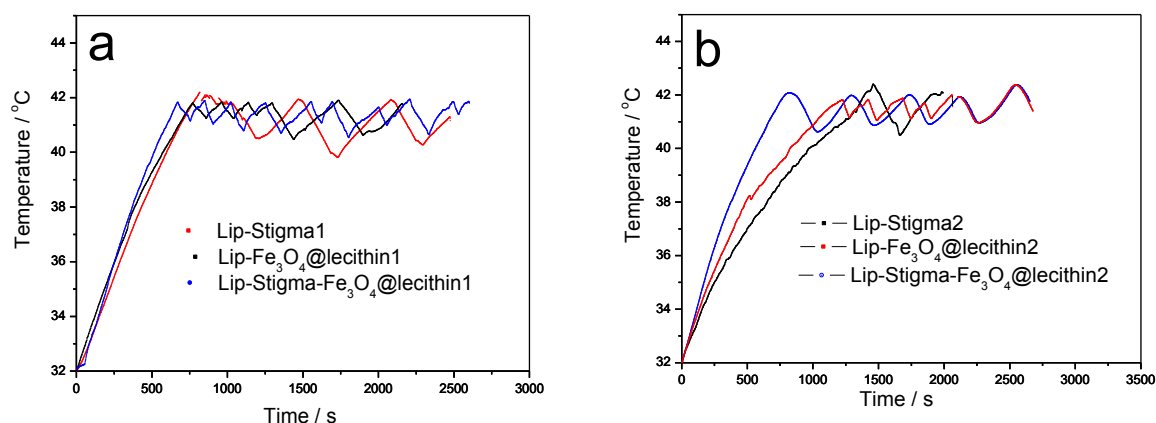 a
Temperature / °C
44
42
40
38
36
34
32
0
500
1000
1500
2000
2500
3000
Time / s
Lip-Stigma1
Lip-Fe₃O₄@lecithin1
Lip-Stigma-Fe₃O₄@lecithin1
b
Temperature / °C
44
42
40
38
36
34
32
0
500
1000
1500
2000
2500
3000
3500
Time / s
Lip-Stigma2
Lip-Fe₃O₄@lecithin2
Lip-Stigma-Fe₃O₄@lecithin2